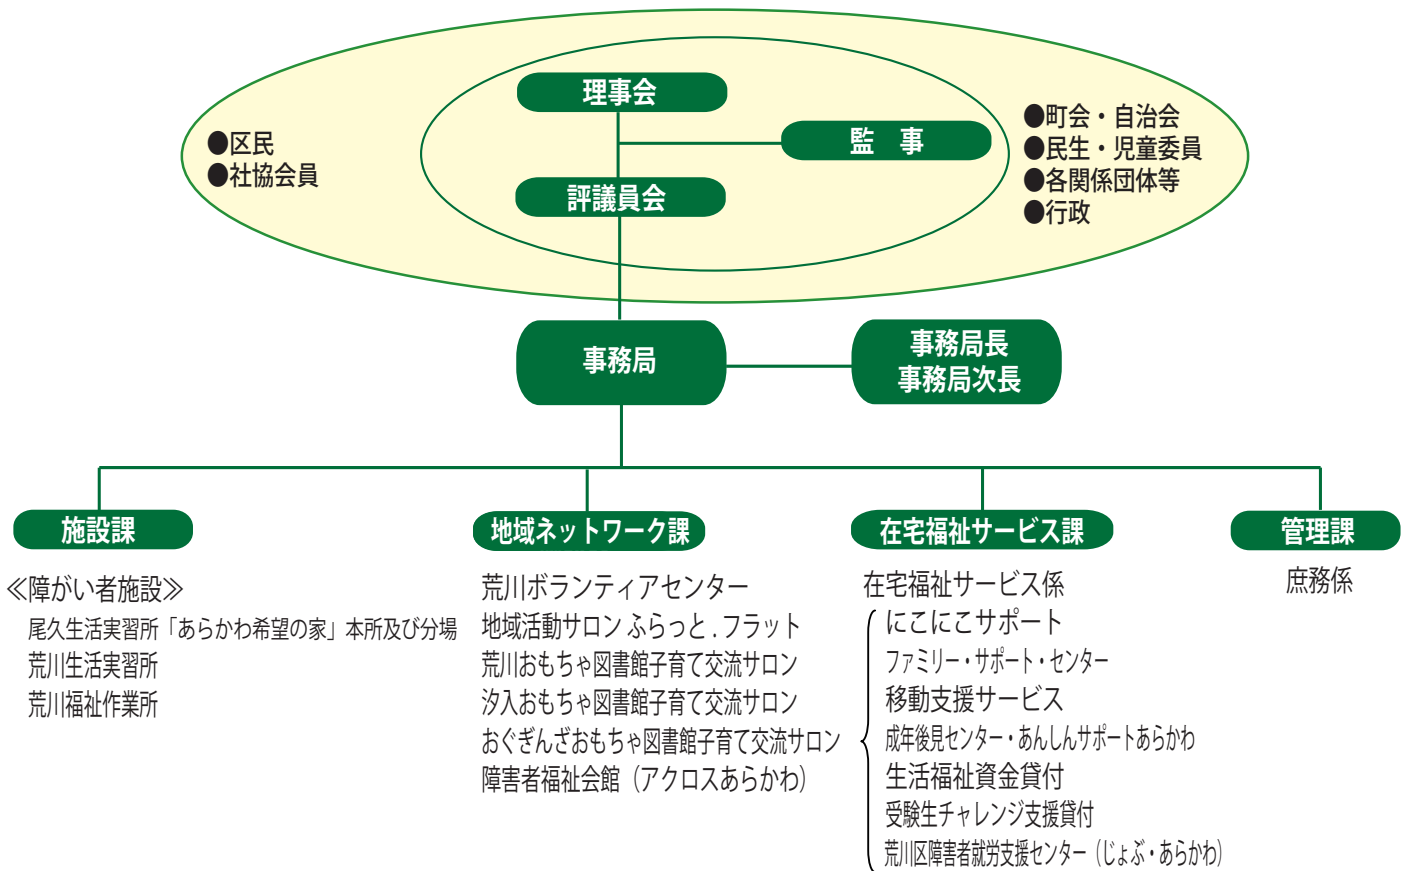 理事会
監　事
評議員会
●区民
●社協会員
●町会・自治会
●民生・児童委員
●各関係団体等
●行政
事務局
事務局長
事務局次長
施設課
≪障がい者施設≫
尾久生活実習所「あらかわ希望の家」本所及び分場
荒川生活実習所
荒川福祉作業所
地域ネットワーク課
荒川ボランティアセンター
地域活動サロン ふらっと．フラット
荒川おもちゃ図書館子育て交流サロン
汐入おもちゃ図書館子育て交流サロン
おぐぎんざおもちゃ図書館子育て交流サロン
障害者福祉会館（アクロスあらかわ）
在宅福祉サービス課
在宅福祉サービス係
にこにこサポート
ファミリー・サポート・センター
移動支援サービス
成年後見センター・あんしんサポートあらかわ
生活福祉資金貸付
受験生チャレンジ支援貸付
荒川区障害者就労支援センター（じょぶ・あらかわ）
管理課
庶務係